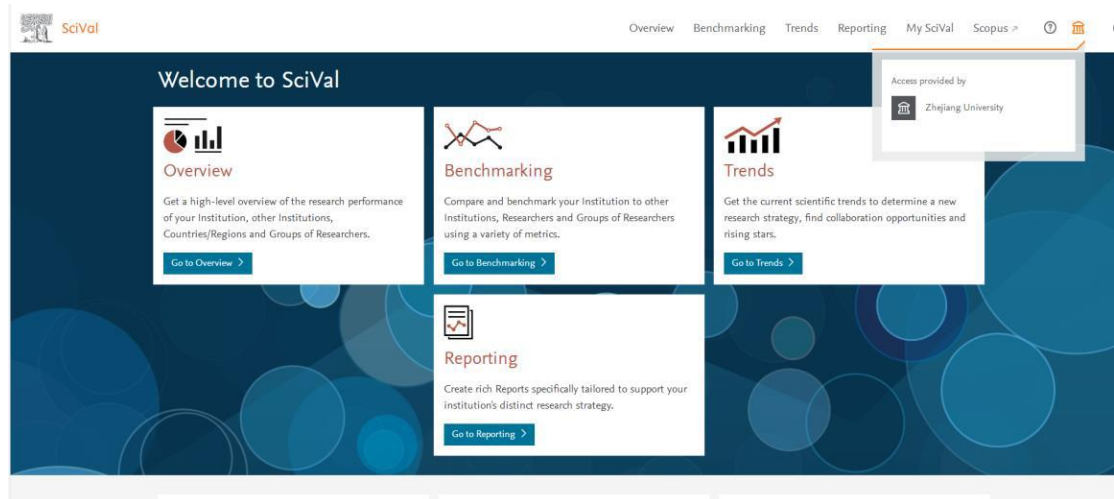 SciVal
Overview Benchmarking Trends Reporting My SciVal Scopus ↗
Access provided by
Zhejiang University
Welcome to SciVal
Overview
Get a high-level overview of the research performance
of your Institution, other Institutions,
Countries/Regions and Groups of Researchers.
Go to Overview >
Benchmarking
Compare and benchmark your Institution to other
Institutions, Researchers and Groups of Researchers
using a variety of metrics.
Go to Benchmarking >
Trends
Get the current scientific trends to determine a new
research strategy, find collaboration opportunities and
rising stars.
Go to Trends >
Reporting
Create rich Reports specifically tailored to support your
institution's distinct research strategy.
Go to Reporting >